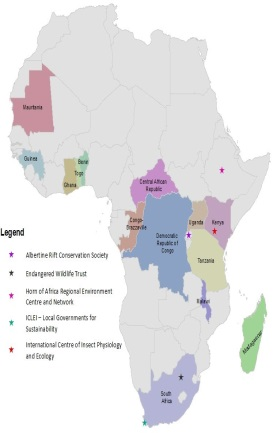 Mauritania
Guinea
Benin
Togo
Ghana
Central African
Republic
Congo-
Brazzaville
Democratic
Republic of
Congo
Uganda
Kenya
Tanzania
Malawi
Madagascar
South
Africa
Legend
Albertine Rift Conservation Society
Endangered Wildlife Trust
Horn of Africa Regional Environment
Centre and Network
ICLEI – Local Governments for
Sustainability
International Centre of Insect Physiology
and Ecology